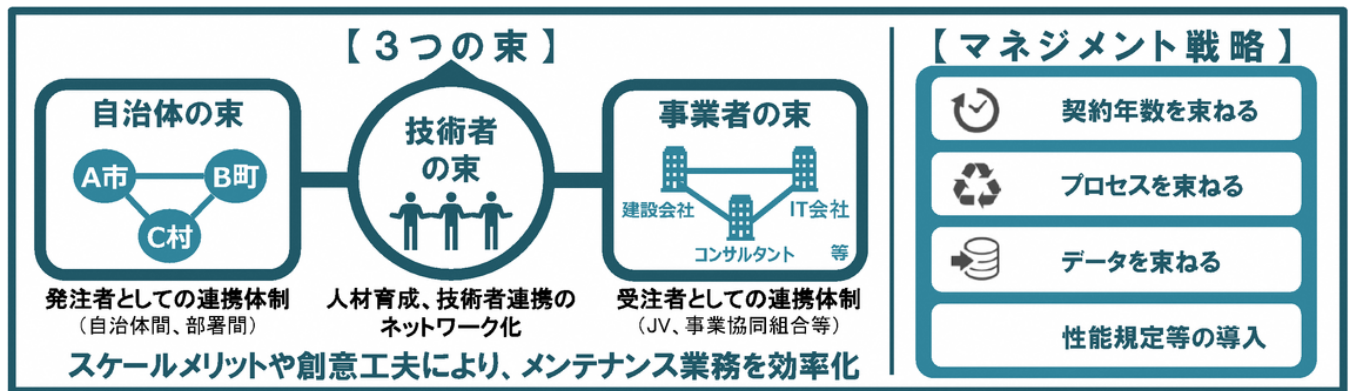 【３つの束】
自治体の束
A市
B町
C村
発注者としての連携体制
（自治体間、部署間）
技術者
の束
人材育成、技術者連携の
ネットワーク化
事業者の束
建設会社
IT会社
コンサルタント
等
受注者としての連携体制
（JV、事業協同組合等）
スケールメリットや創意工夫により、メンテナンス業務を効率化
【マネジメント戦略】
契約年数を束ねる
プロセスを束ねる
データを束ねる
性能規定等の導入